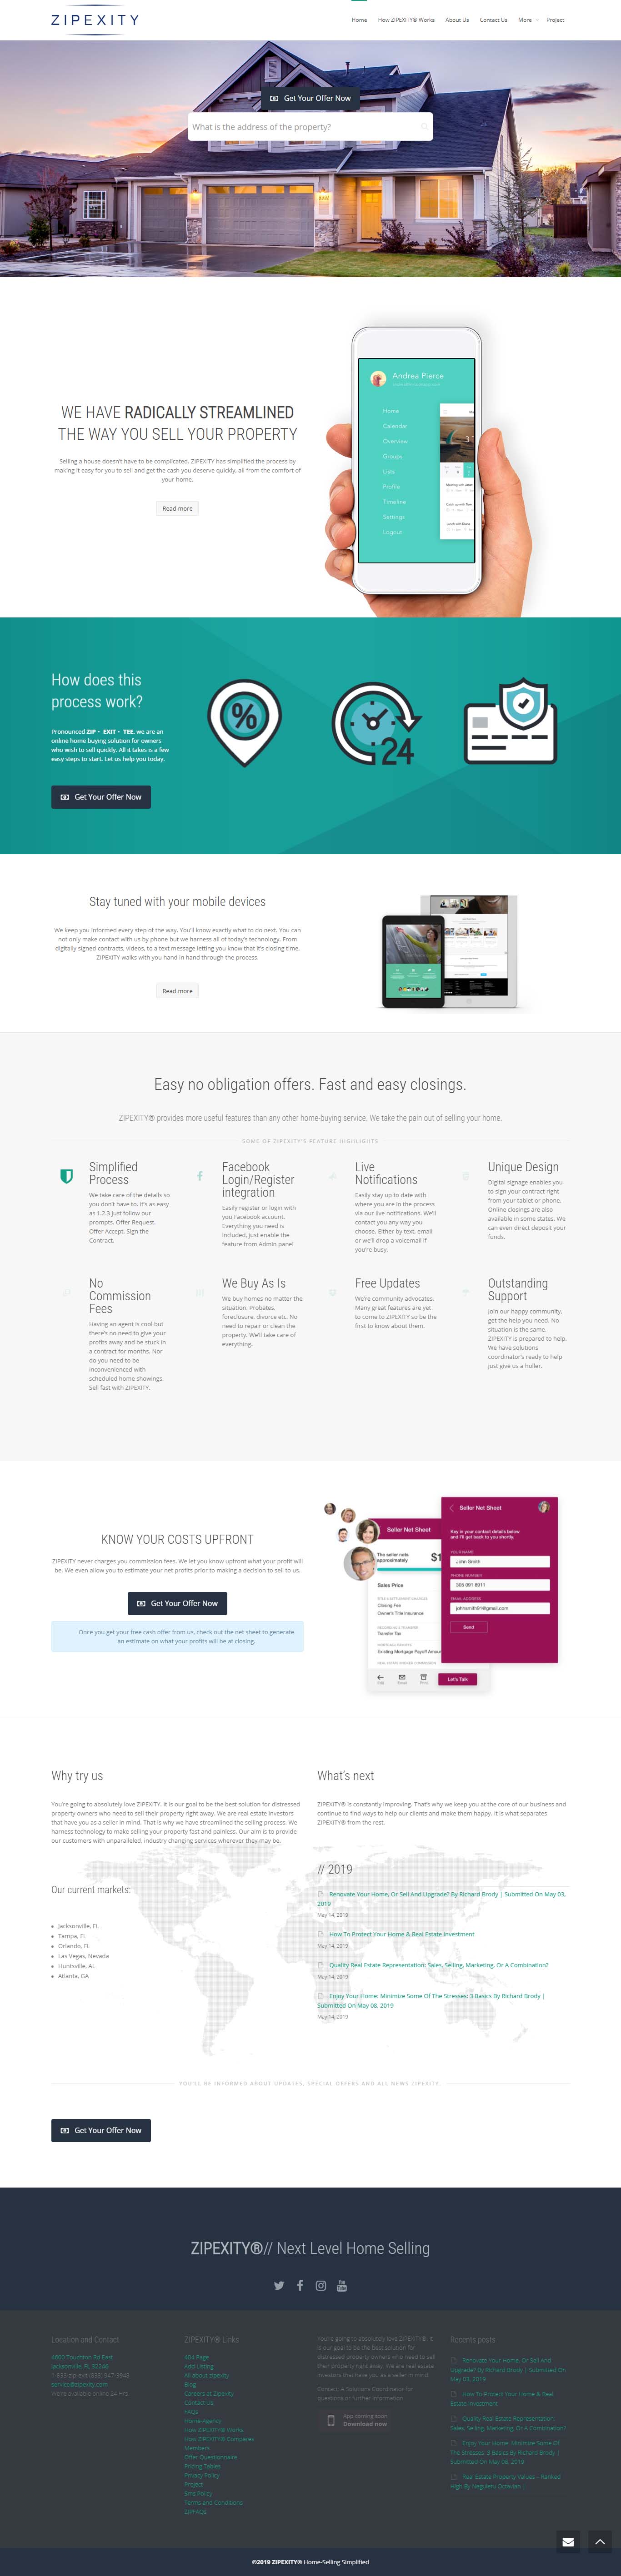 ZIPEXITY
Home How ZIPEXITY® Works About Us Contact Us More Project
Get Your Offer Now
What is the address of the property?
Andrea Pierce
Home
Calendar
Overview
Groups
Lists
Profile
Timeline
Settings
Logout
WE HAVE RADICALLY STREAMLINED
THE WAY YOU SELL YOUR PROPERTY
Selling a house doesn't have to be complicated. ZIPEXITY has simplified the process by
making it easy for you to sell and get the cash you deserve quickly, all from the comfort of
your home.
Read more
How does this
process work?
Pronounced ZIP - EXIT - TEE, we are an
online home buying solution for owners
who wish to sell quickly. All it takes is a few
easy steps to start. Let us help you today.
Get Your Offer Now
%
24
Stay tuned with your mobile devices
We keep you informed every step of the way. You'll know exactly what to do next. You can
not only make contact with us by phone but we harness all of today's technology. From
digitally signed contracts, videos, to a text message letting you know that it's closing time,
ZIPEXITY walks with you hand in hand through the process.
Read more
Easy no obligation offers. Fast and easy closings.
ZIPEXITY® provides more useful features than any other home-buying service. We take the pain out of selling your home.
SOME OF ZIPEXITY'S FEATURE HIGHLIGHTS
Simplified
Process
We take care of the details so
you don't have to. It's as easy
as 1,2,3 just follow our
prompts. Offer Request.
Offer Accept. Sign the
Contract.
Facebook
Login/Register
integration
Easily register or login with
you Facebook account.
Everything you need is
included, Just enable the
feature from Admin panel
Live
Notifications
Easily stay up to date with
where you are in the process
via our live notifications. We'll
contact you any way you
choose. Either by text, email
or we'll drop a voicemail if
you're busy.
Unique Design
Digital signage enables you
to sign your contract right
from your tablet or phone.
Online closings are also
available in some states. We
can even direct deposit your
funds.
No
Commission
Fees
Having an agent is cool but
there's no need to give your
profits away and be stuck in
a contract for months. Nor
do you need to be
inconvenienced with
scheduled home showings.
Sell fast with ZIPEXITY.
We Buy As Is
We buy homes no matter the
situation. Probates,
foreclosure, divorce etc. No
need to repair or clean the
property. We'll take care of
everything.
Free Updates
We're community advocates.
Many great features are yet
to come to ZIPEXITY so be the
first to know about them.
Outstanding
Support
Join our happy community,
get the help you need. No
situation is the same.
ZIPEXITY is prepared to help.
We have solutions
coordinator's ready to help
just give us a holler.
KNOW YOUR COSTS UPFRONT
ZIPEXITY never charges you commission fees. We let you know upfront what your profit will
be. We even allow you to estimate your net profits prior to making a decision to sell to us.
Get Your Offer Now
Once you get your free cash offer from us, check out the net sheet to generate
an estimate on what your profits will be at closing.
Seller Net Sheet
The seller nets
approximately
$1
Sales Price
Closing Fee
Owner's Title Insurance
Transfer Tax
Existing Mortgage Payoff Amou
Let's Talk
Seller Net Sheet
Key in your contact details below
and I'll get back to you shortly.
YOUR NAME
John Smith
PHONE NUMBER
305 091 8811
EMAIL ADDRESS
johhsmith191@gmail.com
Send
Why try us
You're going to absolutely love ZIPEXITY. It is our goal to be the best solution for distressed
property owners who need to sell their property right away. We are real estate investors
that have you as a seller in mind. That is why we have streamlined the selling process. We
harness technology to make selling your property fast and painless. Our aim is to provide
our customers with unparalleled, industry changing services wherever they may be.
Our current markets:
Jacksonville, FL
Tampa, FL
Orlando, FL
Las Vegas, Nevada
Huntsville, AL
Atlanta, GA
What's next
ZIPEXITY® is constantly improving. That's why we keep you at the core of our business and
continue to find ways to help our clients and make them happy. It is what separates
ZIPEXITY® from the rest.
// 2019
Renovate Your Home, Or Sell And Upgrade? By Richard Brody | Submitted On May 03,
2019
May 14, 2019
How To Protect Your Home & Real Estate Investment
May 14, 2019
Quality Real Estate Representation: Sales, Selling, Marketing, Or A Combination?
May 14, 2019
Enjoy Your Home: Minimize Some Of The Stresses: 3 Basics By Richard Brody |
Submitted On May 08, 2019
May 14, 2019
YOU'LL BE INFORMED ABOUT UPDATES, SPECIAL OFFERS AND ALL NEWS ZIPEXITY.
Get Your Offer Now
ZIPEXITY®// Next Level Home Selling
Location and Contact
4600 Touchton Rd East
Jacksonville, FL 32246
1-833-zip-exit (833) 947-3948
service@zipexity.com
We're available online 24 Hrs
ZIPEXITY® Links
404 Page
Add Listing
All about zipexity
Blog
Careers at Zipexity
Contact Us
FAQs
Home Agency
How ZIPEXITY® Works
How ZIPEXITY® Compares
Members
Offer Questionnaire
Pricing Tables
Privacy Policy
Project
Sms Policy
Terms and Conditions
ZIPFAQs
You're going to absolutely love ZIPEXITY®. It
is our goal to be the best solution for
distressed property owners who need to sell
their property right away. We are real estate
investors that have you as a seller in mind.
Contact: A Solutions Coordinator for
questions or further information
App coming soon
Download now
Recents posts
Renovate Your Home, Or Sell And
Upgrade? By Richard Brody | Submitted On
May 03, 2019
How To Protect Your Home & Real
Estate Investment
Quality Real Estate Representation:
Sales, Selling, Marketing, Or A Combination?
Enjoy Your Home: Minimize Some Of
The Stresses: 3 Basics By Richard Brody |
Submitted On May 08, 2019
Real Estate Property Values – Ranked
High By Neguletu Octavian |
©2019 ZIPEXITY® Home-Selling Simplified